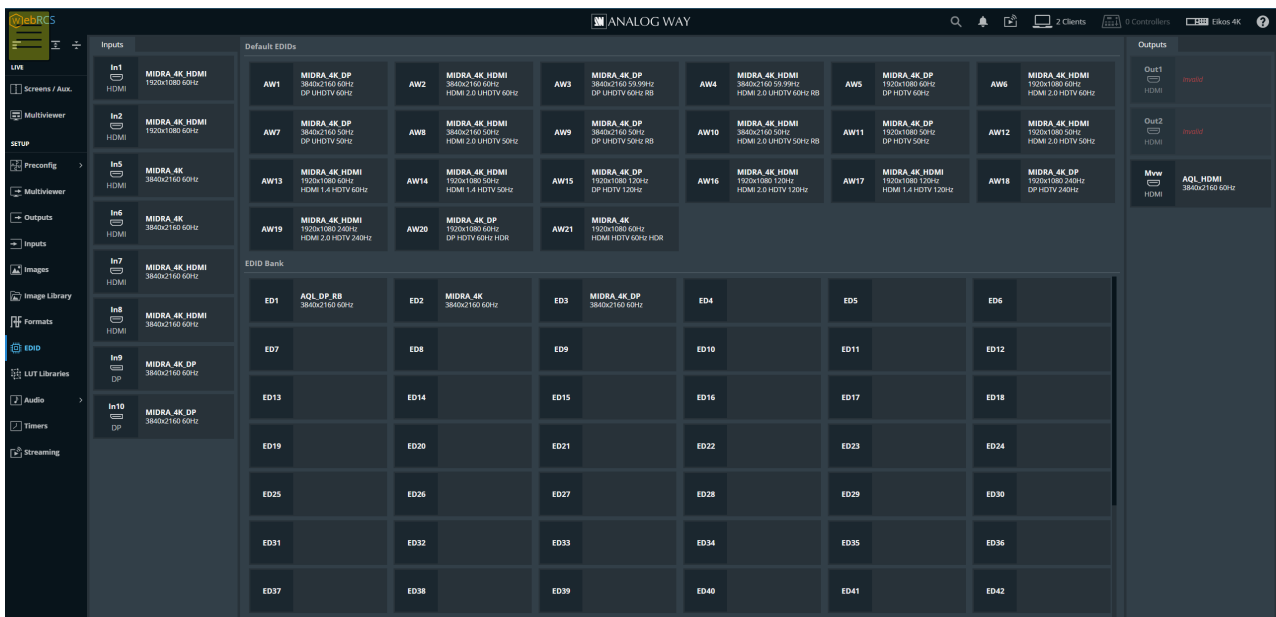 WebRCS
ANALOG WAY
2 Clients
0 Controllers
Eikos 4K
LIVE
Screens / Aux.
Multiviewer
SETUP
Preconfig
Multiviewer
Outputs
Inputs
Images
Image Library
Formats
EDID
LUT Libraries
Audio
Timers
Streaming
Inputs
In1
HDMI
MIDRA_4K_HDMI
1920x1080 60Hz
In2
HDMI
MIDRA_4K_HDMI
1920x1080 60Hz
In5
HDMI
MIDRA_4K
3840x2160 60Hz
In6
HDMI
MIDRA_4K
3840x2160 60Hz
In7
HDMI
MIDRA_4K_HDMI
3840x2160 60Hz
In8
HDMI
MIDRA_4K_HDMI
3840x2160 60Hz
In9
DP
MIDRA_4K_DP
3840x2160 60Hz
In10
DP
MIDRA_4K_DP
3840x2160 60Hz
Default EDIDs
AW1
MIDRA_4K_DP
3840x2160 60Hz
DP UHDTV 60Hz
AW2
MIDRA_4K_HDMI
3840x2160 60Hz
HDMI 2.0 UHDTV 60Hz
AW3
MIDRA_4K_DP
3840x2160 59.99Hz
DP UHDTV 60Hz RB
AW4
MIDRA_4K_HDMI
3840x2160 59.99Hz
HDMI 2.0 UHDTV 60Hz RB
AW5
MIDRA_4K_DP
1920x1080 60Hz
DP HDTV 60Hz
AW6
MIDRA_4K_HDMI
1920x1080 60Hz
HDMI 2.0 HDTV 60Hz
AW7
MIDRA_4K_DP
3840x2160 50Hz
DP UHDTV 50Hz
AW8
MIDRA_4K_HDMI
3840x2160 50Hz
HDMI 2.0 UHDTV 50Hz
AW9
MIDRA_4K_DP
3840x2160 50Hz
DP UHDTV 50Hz RB
AW10
MIDRA_4K_HDMI
3840x2160 50Hz
HDMI 2.0 UHDTV 50Hz RB
AW11
MIDRA_4K_DP
1920x1080 50Hz
DP HDTV 50Hz
AW12
MIDRA_4K_HDMI
1920x1080 50Hz
HDMI 2.0 HDTV 50Hz
AW13
MIDRA_4K_HDMI
1920x1080 60Hz
HDMI 1.4 HDTV 60Hz
AW14
MIDRA_4K_HDMI
1920x1080 50Hz
HDMI 1.4 HDTV 50Hz
AW15
MIDRA_4K_DP
1920x1080 120Hz
DP HDTV 120Hz
AW16
MIDRA_4K_HDMI
1920x1080 120Hz
HDMI 2.0 HDTV 120Hz
AW17
MIDRA_4K_HDMI
1920x1080 120Hz
HDMI 1.4 HDTV 120Hz
AW18
MIDRA_4K_DP
1920x1080 240Hz
DP HDTV 240Hz
AW19
MIDRA_4K_HDMI
1920x1080 240Hz
HDMI 2.0 HDTV 240Hz
AW20
MIDRA_4K_DP
1920x1080 60Hz
DP HDTV 60Hz HDR
AW21
MIDRA_4K
1920x1080 60Hz
HDMI HDTV 60Hz HDR
EDID Bank
ED1
AQL_DP_RB
3840x2160 60Hz
ED2
MIDRA_4K
3840x2160 60Hz
ED3
MIDRA_4K_DP
3840x2160 60Hz
ED4
ED5
ED6
ED7
ED8
ED9
ED10
ED11
ED12
ED13
ED14
ED15
ED16
ED17
ED18
ED19
ED20
ED21
ED22
ED23
ED24
ED25
ED26
ED27
ED28
ED29
ED30
ED31
ED32
ED33
ED34
ED35
ED36
ED37
ED38
ED39
ED40
ED41
ED42
Outputs
Out1
HDMI
Invalid
Out2
HDMI
Invalid
Mvw
HDMI
AQL_HDMI
3840x2160 60Hz